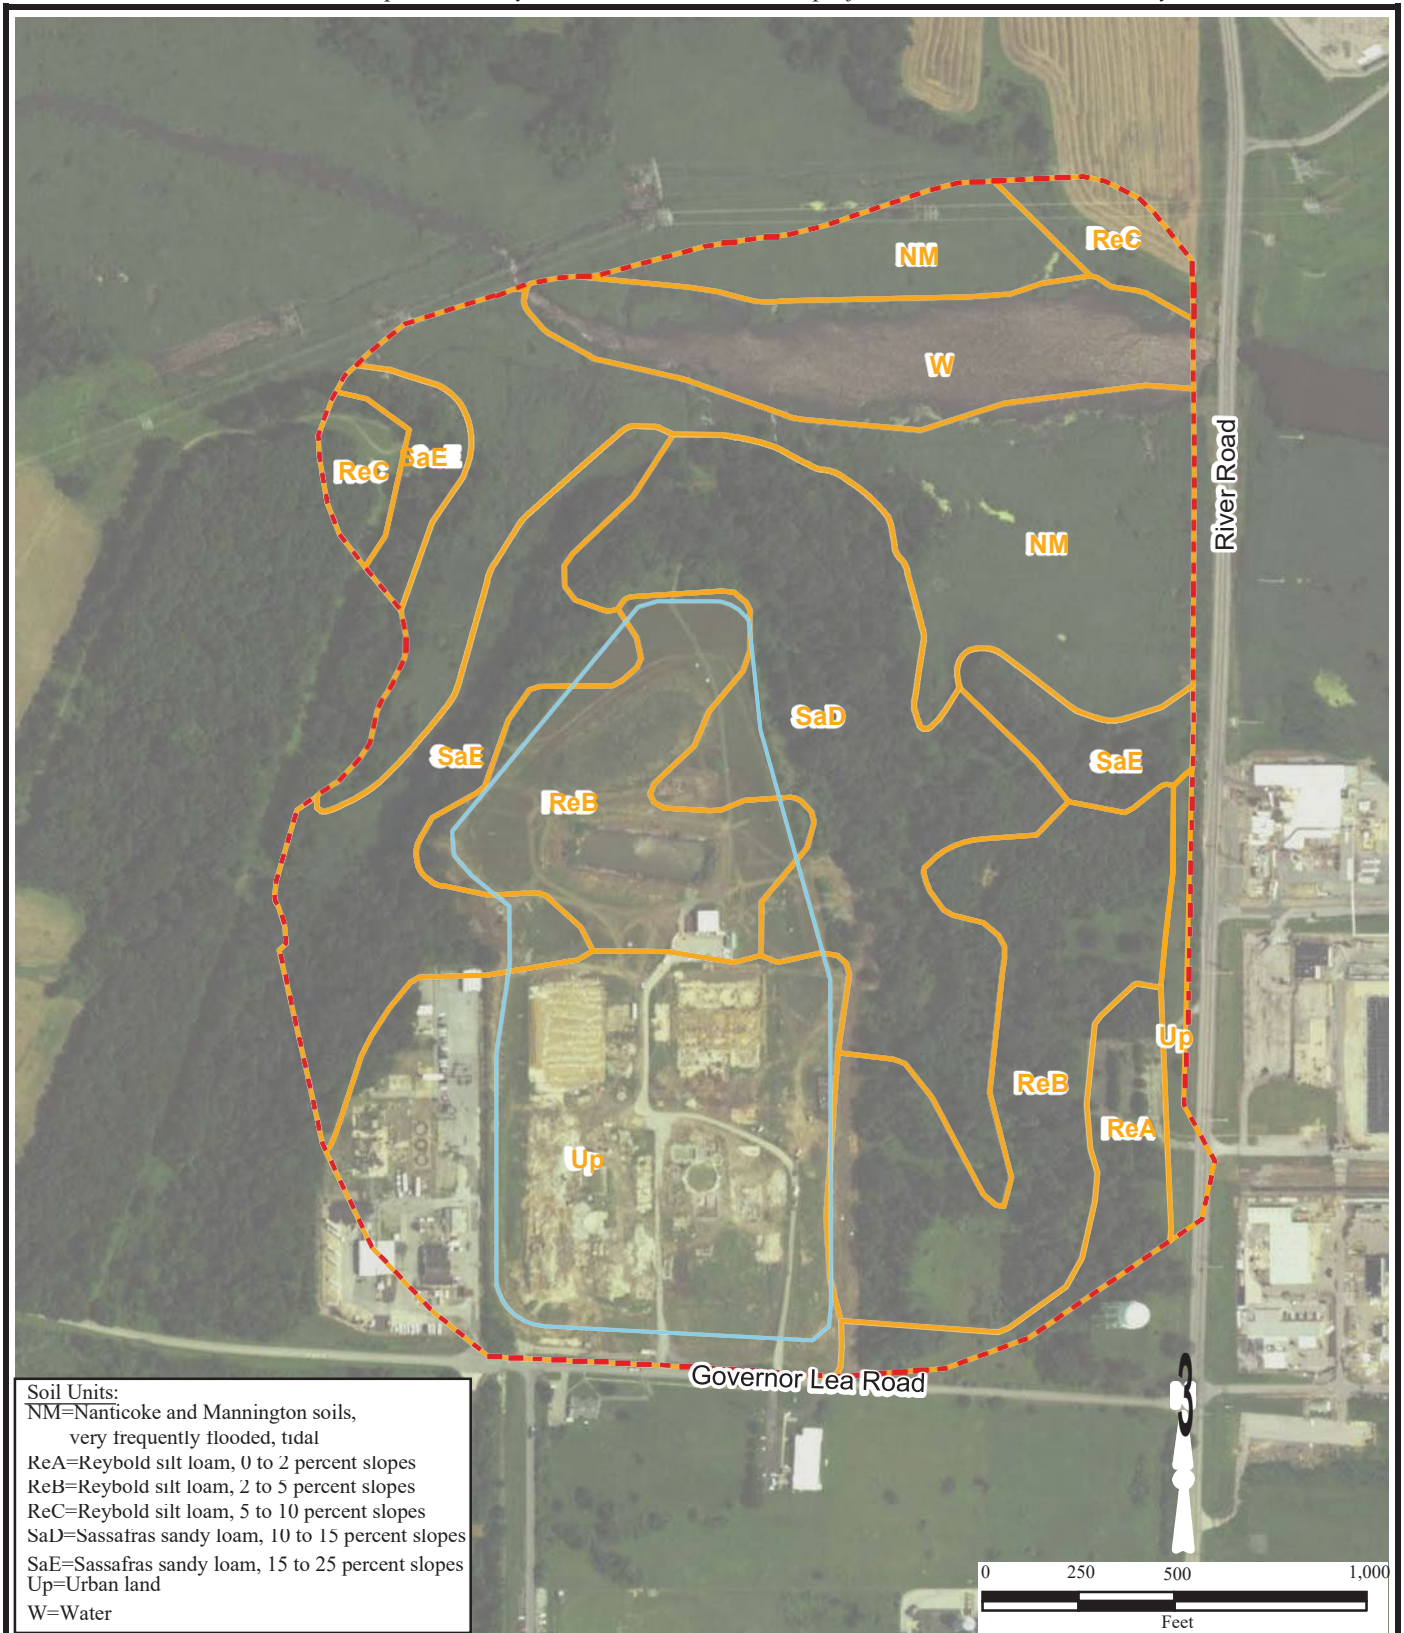 NM
ReC
W
ReC
SaE
River Road
NM
SaD
SaE
SaE
ReB
Up
ReB
ReA
Up
Governor Lea Road
Soil Units:
NM=Nanticoke and Mannington soils,
very frequently flooded, tidal
ReA=Reybold silt loam, 0 to 2 percent slopes
ReB=Reybold silt loam, 2 to 5 percent slopes
ReC=Reybold silt loam, 5 to 10 percent slopes
SaD=Sassafras sandy loam, 10 to 15 percent slopes
SaE=Sassafras sandy loam, 15 to 25 percent slopes
Up=Urban land
W=Water
0 250 500 1,000
Feet